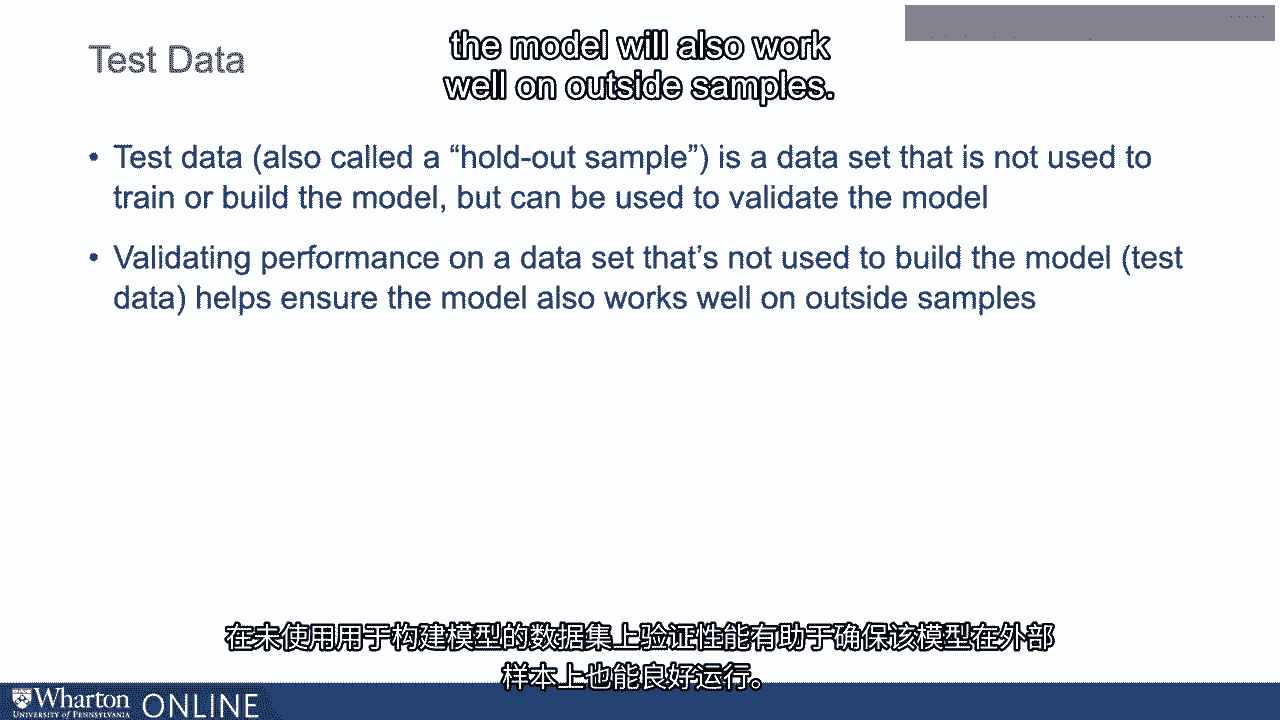 the model will also work
well on outside samples.
Test Data
• Test data (also called a “hold-out sample”) is a data set that is not used to
train or build the model, but can be used to validate the model
• Validating performance on a data set that’s not used to build the model (test
data) helps ensure the model also works well on outside samples
在未使用用于构建模型的数据集上验证性能有助于确保该模型在外部
样本上也能良好运行。
Wharton ONLINE
UNIVERSITY of PENNSYLVANIA